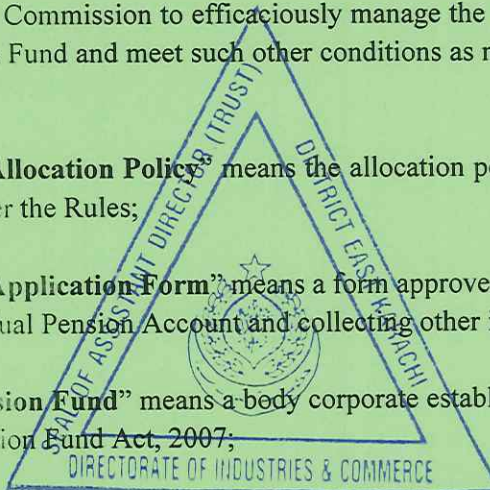 Commission to efficaciously manage the
Fund and meet such other conditions as
Allocation Policy" means the allocation
er the Rules;
Application Form" means a form approve
ual Pension Account and collecting other
sion Fund" means a body corporate establ
ion Fund Act, 2007;
SEAL OF ASSISTANT DIRECTOR (TRUST)
DISTRICT EAST KARACHI
DIRECTORATE OF INDUSTRIES & COMMERCE